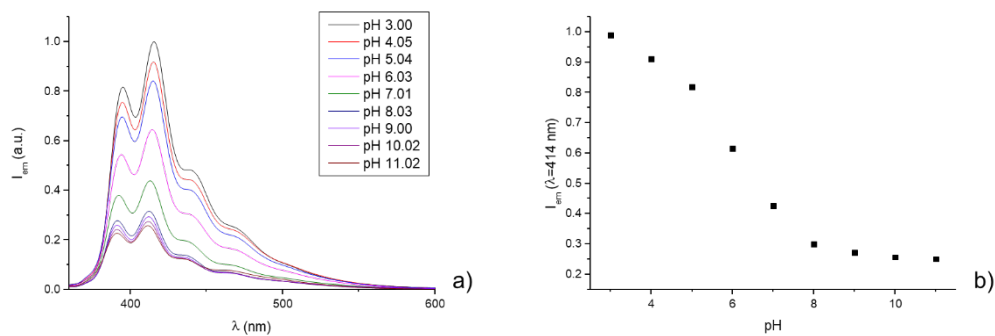 I_em (a.u.)
1.0
0.8
0.6
0.4
0.2
0.0
400
500
600
λ (nm)
pH 3.00
pH 4.05
pH 5.04
pH 6.03
pH 7.01
pH 8.03
pH 9.00
pH 10.02
pH 11.02
a)
I_em (λ=414 nm)
1.0
0.9
0.8
0.7
0.6
0.5
0.4
0.3
0.2
4
6
8
10
pH
b)